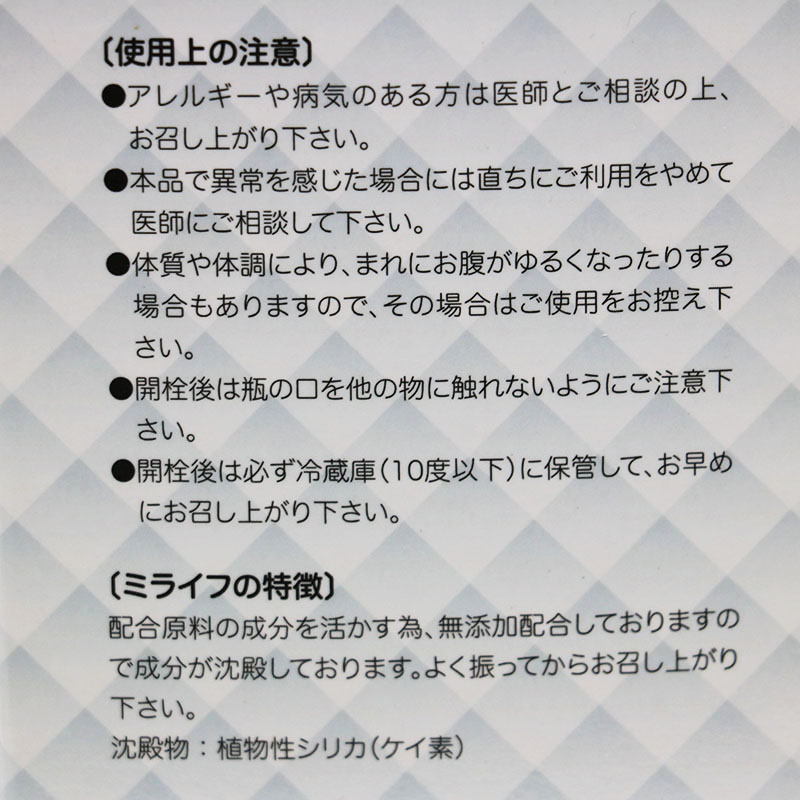 〔使用上の注意〕
●アレルギーや病気のある方は医師とご相談の上、
お召し上がり下さい。
●本品で異常を感じた場合には直ちにご利用をやめて
医師にご相談して下さい。
●体質や体調により、まれにお腹がゆるくなったりする
場合もありますので、その場合はご使用をお控え下
さい。
●開栓後は瓶の口を他の物に触れないようにご注意下
さい。
●開栓後は必ず冷蔵庫（10度以下）に保管して、お早め
にお召し上がり下さい。
〔ミライフの特徴〕
配合原料の成分を活かす為、無添加配合しておりますの
で成分が沈殿しております。よく振ってからお召し上がり
下さい。
沈殿物：植物性シリカ（ケイ素）